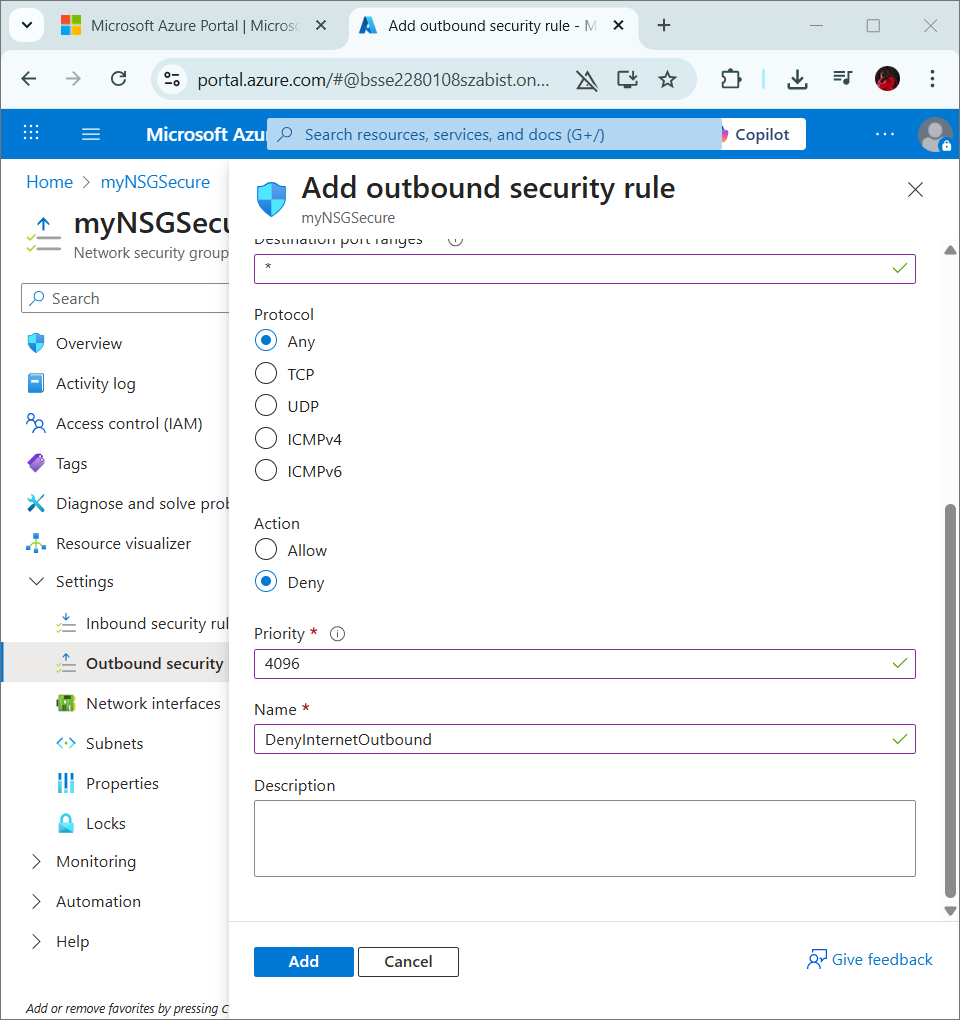 Microsoft Azure Portal | Microso
Add outbound security rule - M
portal.azure.com/#@bsse2280108szabist.on...
Microsoft Azu
Search resources, services, and docs (G+/)
Copilot
Home > myNSGSecure
myNSGSecu
Network security group
Search
Overview
Activity log
Access control (IAM)
Tags
Diagnose and solve prob
Resource visualizer
Settings
Inbound security rul
Outbound security
Network interfaces
Subnets
Properties
Locks
Monitoring
Automation
Help
Add or remove favorites by pressing C
Add outbound security rule
myNSGSecure
Destination port ranges
*
Protocol
Any
TCP
UDP
ICMPv4
ICMPv6
Action
Allow
Deny
Priority *
4096
Name *
DenyInternetOutbound
Description
Add
Cancel
Give feedback